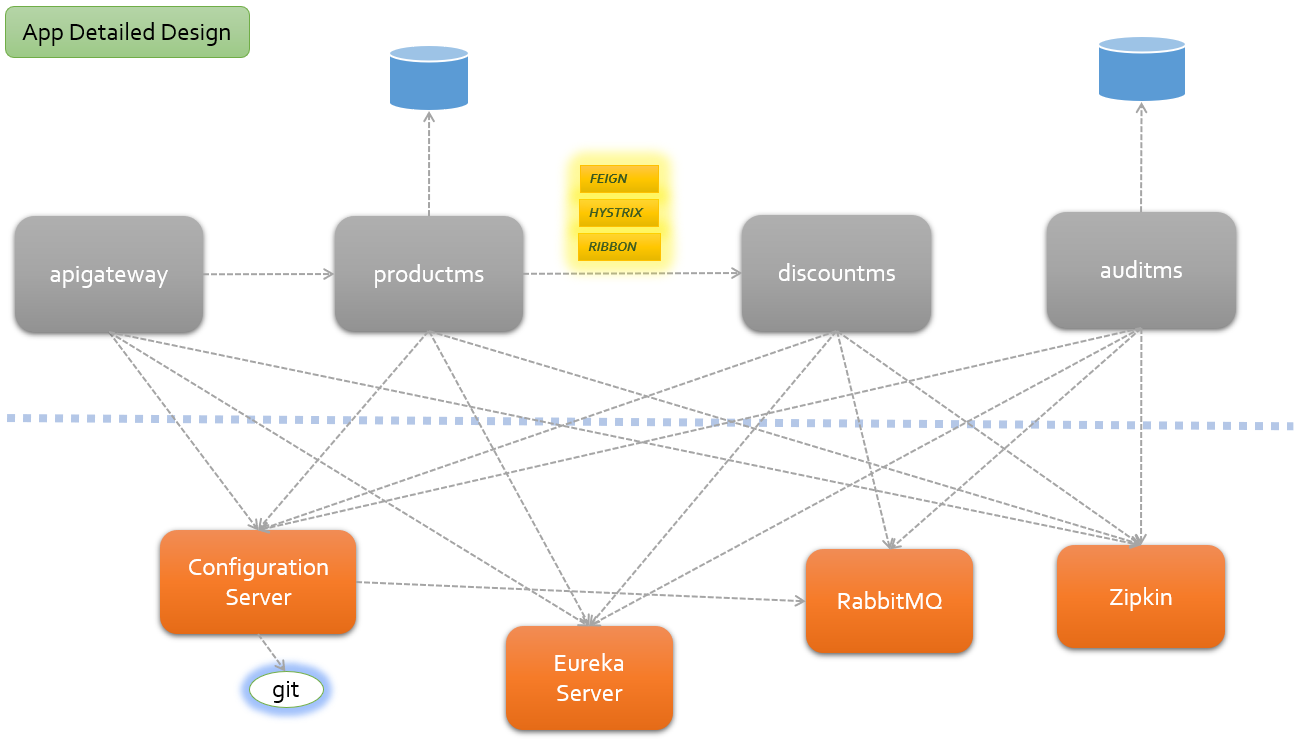 App Detailed Design
FEIGN
HYSTRIX
RIBBON
apigateway
productms
discountms
auditms
Configuration
Server
RabbitMQ
Zipkin
Eureka
Server
git